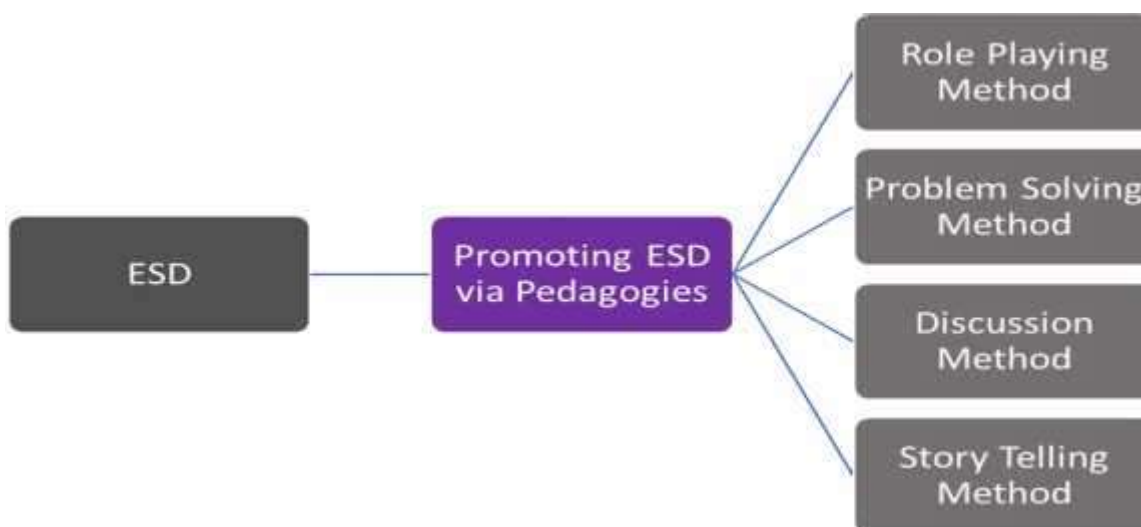 ESD
Promoting ESD
via Pedagogies
Role Playing
Method
Problem Solving
Method
Discussion
Method
Story Telling
Method